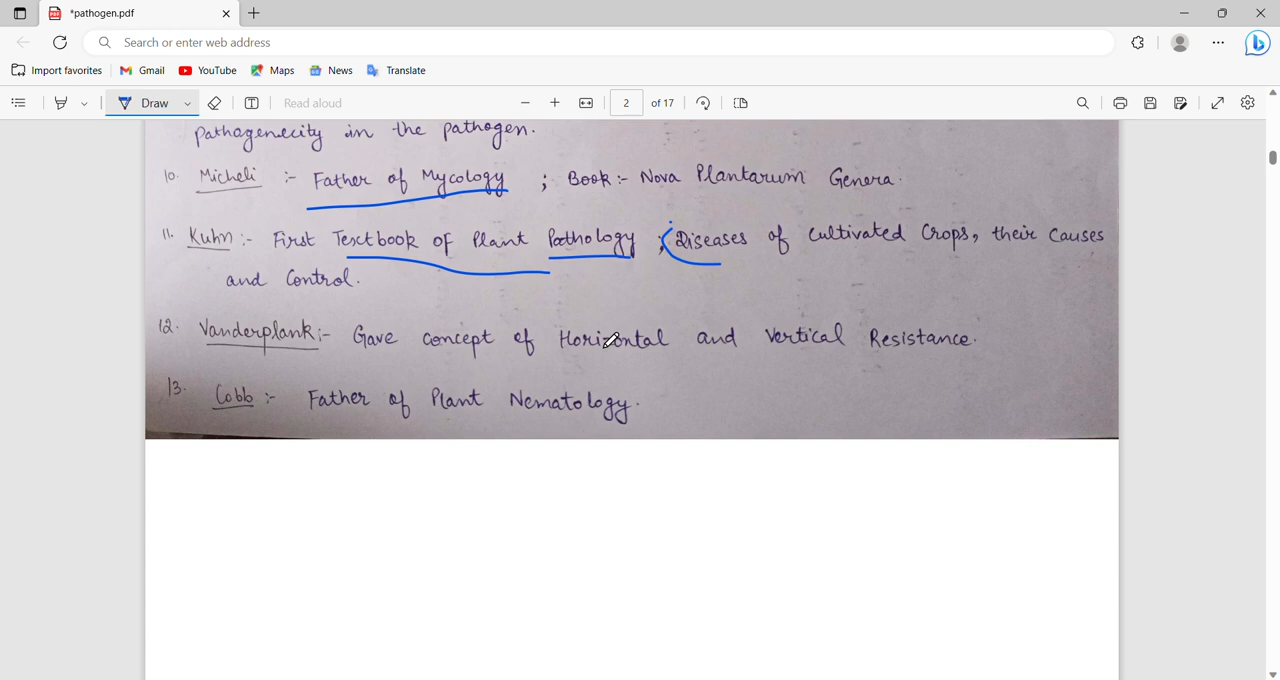 *pathogen.pdf
Search or enter web address
Import favorites Gmail YouTube Maps News Translate
Draw Read aloud 2 of 17
pathogenecity in the pathogen.
10. Micheli :- Father of Mycology ; Book :- Nova Plantarum Genera.
11. Kuhn :- First Textbook of Plant Pathology ; Diseases of Cultivated Crops, their Causes
and Control.
12. Vanderplank :- Gave concept of Horizontal and Vertical Resistance.
13. Cobb :- Father of Plant Nematology.